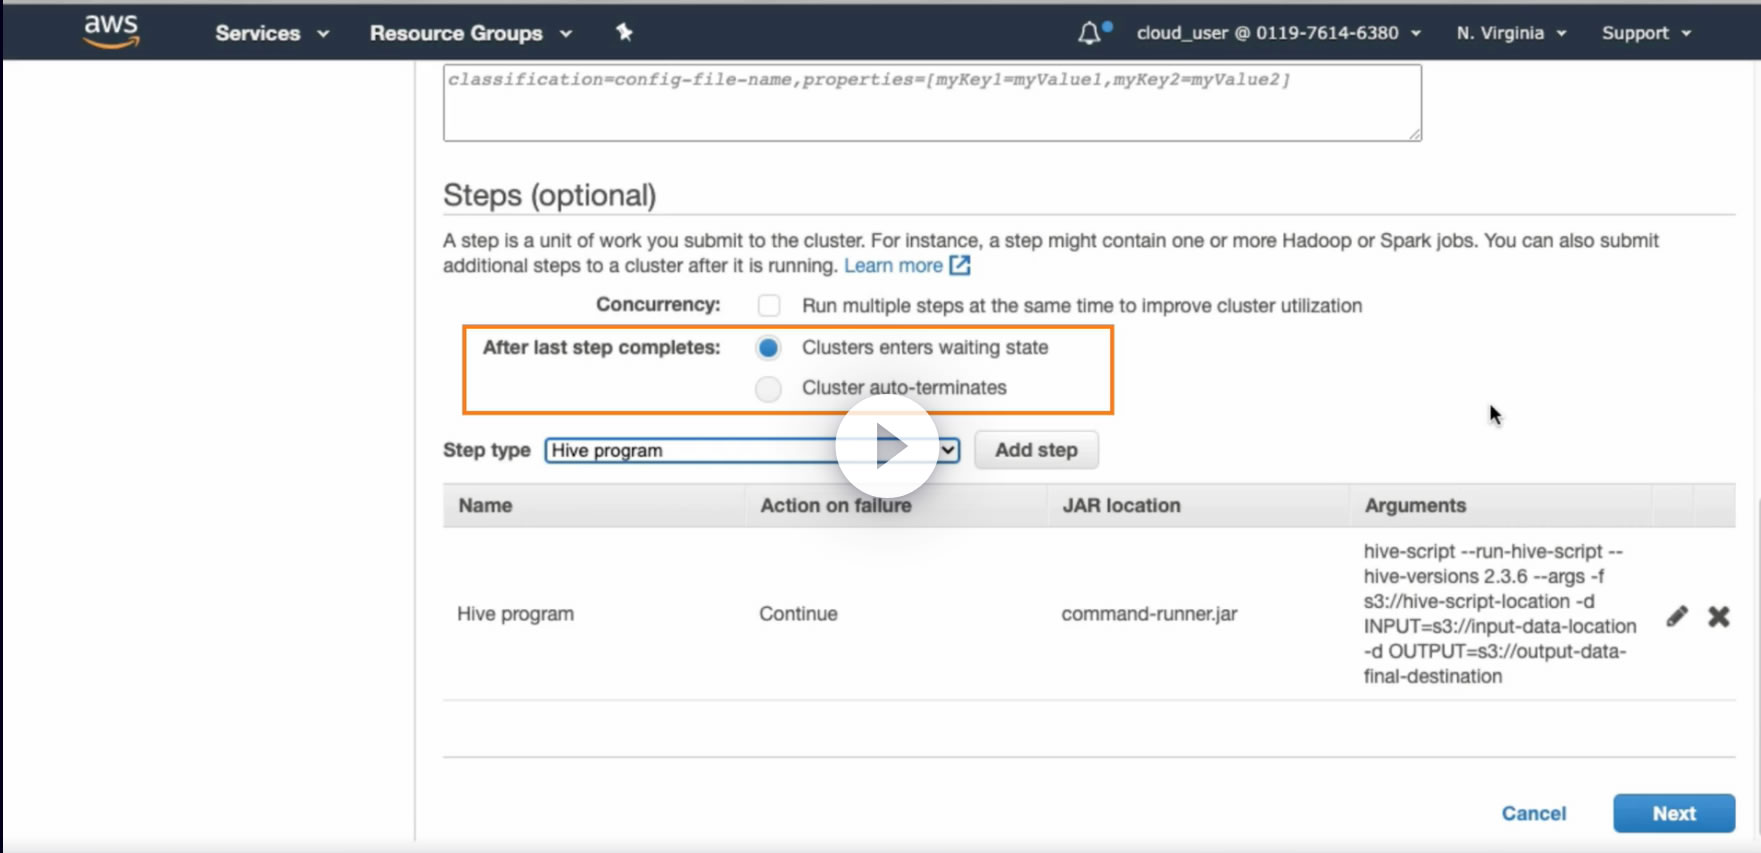 aws
Services
Resource Groups
cloud_user @ 0119-7614-6380
N. Virginia
Support
classification=config-file-name,properties=[myKey1=myValue1,myKey2=myValue2]
Steps (optional)
A step is a unit of work you submit to the cluster. For instance, a step might contain one or more Hadoop or Spark jobs. You can also submit
additional steps to a cluster after it is running. Learn more
Concurrency: Run multiple steps at the same time to improve cluster utilization
After last step completes: Clusters enters waiting state
Cluster auto-terminates
Step type Hive program Add step
Name Action on failure JAR location Arguments
hive-script --run-hive-script --
hive-versions 2.3.6 --args -f
s3://hive-script-location -d
Hive program Continue command-runner.jar
INPUT=s3://input-data-location
-d OUTPUT=s3://output-data-
final-destination
Cancel Next